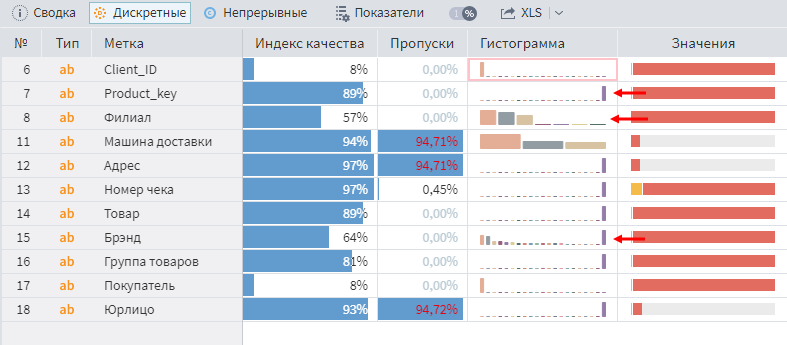 Сводка Дискретные Непрерывные Показатели I % XLS
№ Тип Метка Индекс качества Пропуски Гистограмма Значения
6 ab Client_ID 8% 0,00%
7 ab Product_key 89% 0,00%
8 ab Филиал 57% 0,00%
11 ab Машина доставки 94% 94,71%
12 ab Адрес 97% 94,71%
13 ab Номер чека 97% 0,45%
14 ab Товар 89% 0,00%
15 ab Брэнд 64% 0,00%
16 ab Группа товаров 81% 0,00%
17 ab Покупатель 8% 0,00%
18 ab Юрлицо 93% 94,72%